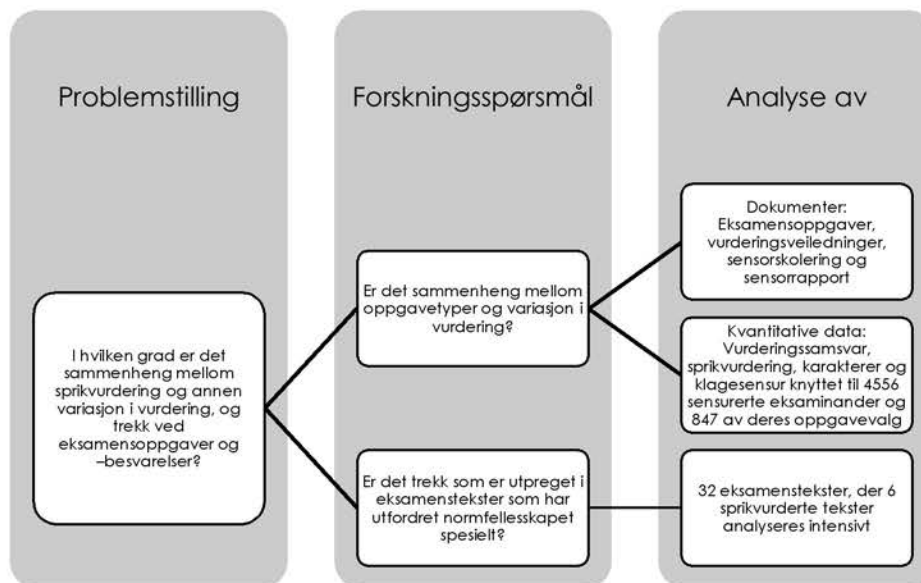 Problemstilling
I hvilken grad er det
sammenheng mellom
sprikvurdering og annen
variasjon i vurdering, og
trekk ved
eksamensoppgaver og
–besvarelser?
Forskningsspørsmål
Er det sammenheng mellom
oppgavetyper og variasjon i
vurdering?
Er det trekk som er utpreget i
eksamenstekster som har
utfordret normfellesskapet
spesielt?
Analyse av
Dokumenter:
Eksamensoppgaver,
vurderingsveiledninger,
sensorskolering og
sensorrapport
Kvantitative data:
Vurderingssamsvar,
sprikvurdering, karakterer og
klagesensur knyttet til 4556
sensurerte eksaminander og
847 av deres oppgavevalg
32 eksamenstekster, der 6
sprikvurderte tekster
analyseres intensivt